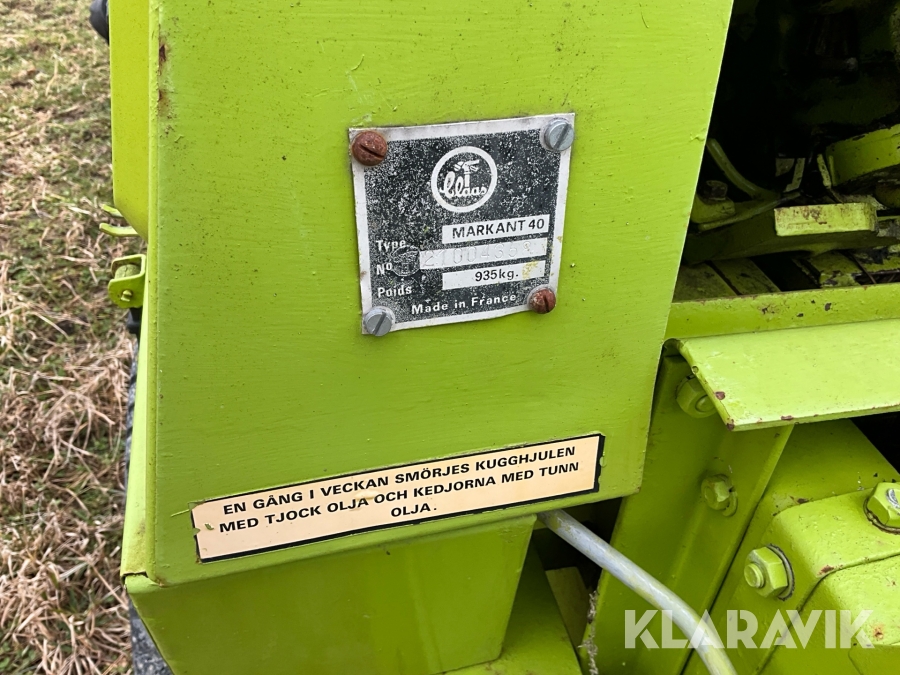 Claas
Type MARKANT 40
No
Poids 935kg.
Made in France
EN GÅNG I VECKAN SMÖRJES KUGGHJULEN
MED TJOCK OLJA OCH KEDJORNA MED TUNN
OLJA.
KLARAVIK